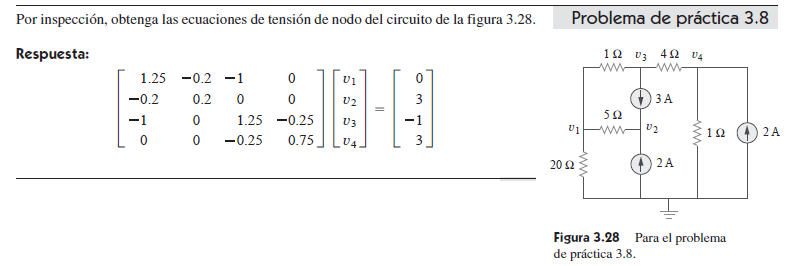 Por inspección, obtenga las ecuaciones de tensión de nodo del circuito de la figura 3.28.
Respuesta:
1.25 −0.2 −1 0
−0.2 0.2 0 0
−1 0 1.25 −0.25
0 0 −0.25 0.75
v₁
v₂
v₃
v₄
=
0
3
−1
3
Problema de práctica 3.8
1 Ω v₃ 4 Ω v₄
3 A
5 Ω
v₁ v₂ 1 Ω 2 A
20 Ω 2 A
Figura 3.28 Para el problema
de práctica 3.8.